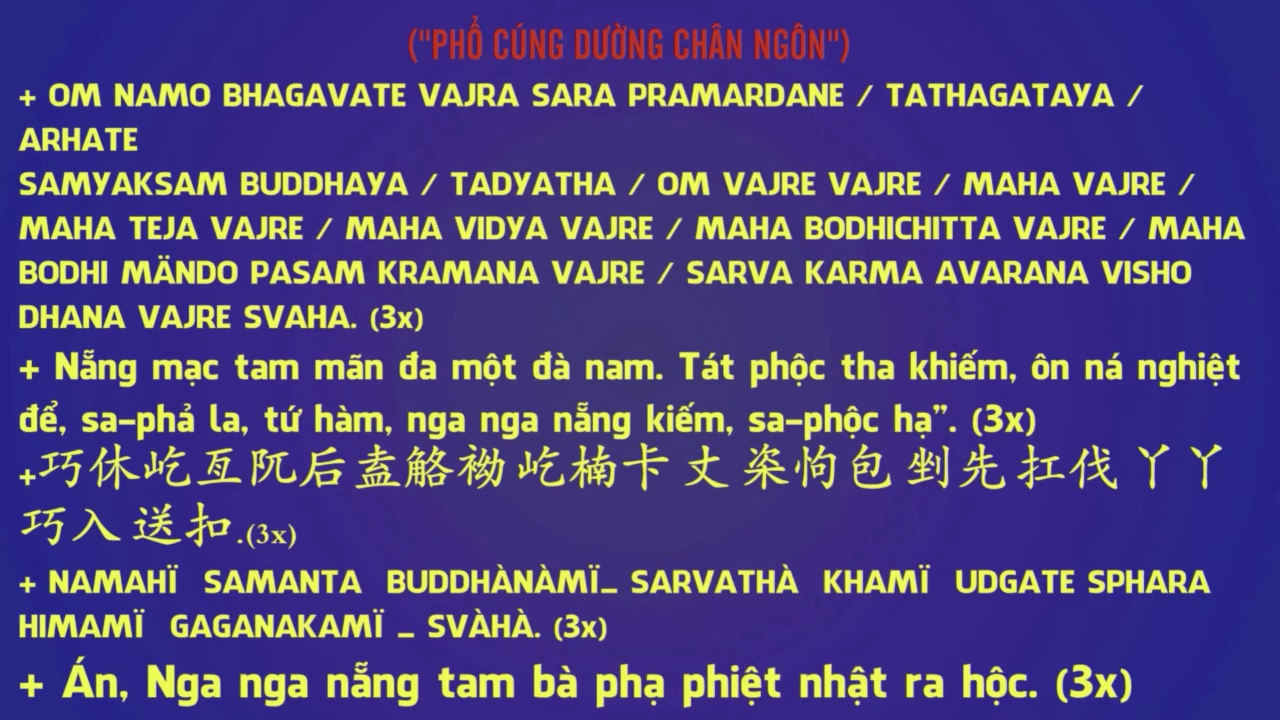 ("PHỔ CÚNG DƯỜNG CHÂN NGÔN")
+ OM NAMO BHAGAVATE VAJRA SARA PRAMARDANE / TATHAGATAYA /
ARHATE
SAMYAKSAM BUDDHAYA / TADYATHA / OM VAJRE VAJRE / MAHA VAJRE /
MAHA TEJA VAJRE / MAHA VIDYA VAJRE / MAHA BODHICHITTA VAJRE / MAHA
BODHI MÄNDO PASAM KRAMANA VAJRE / SARVA KARMA AVARANA VISHO
DHANA VAJRE SVAHA. (3x)
+ Nẵng mạc tam mãn đa một đà nam. Tát phộc tha khiếm, ôn ná nghiệt
để, sa-phả la, tứ hàm, nga nga nẵng kiếm, sa-phộc hạ”. (3x)
+巧休屹亙阢后盍觡袎屹楠卡丈栥怐包剉先扛伐丫丫
巧入送扣.(3x)
+ NAMAHÏ SAMANTA BUDDHÀNÀMÏ_ SARVATHÀ KHAMÏ UDGATE SPHARA
HIMAMÏ GAGANAKAMÏ _ SVÀHÀ. (3x)
+ Án, Nga nga nẵng tam bà phạ phiệt nhật ra hộc. (3x)